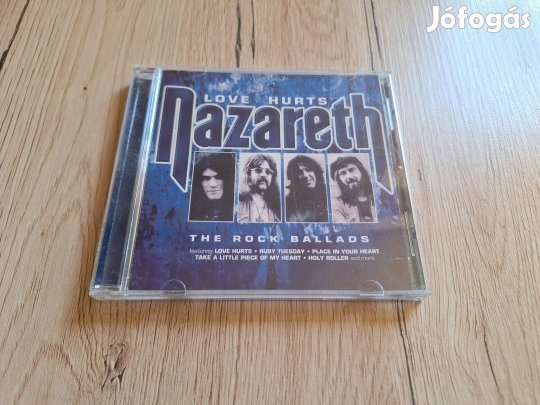 Jófogás
LOVE HURTS
Nazareth
THE ROCK BALLADS
featuring LOVE HURTS • RUBY TUESDAY • PLACE IN YOUR HEART
TAKE A LITTLE PIECE OF MY HEART • HOLY ROLLER and more